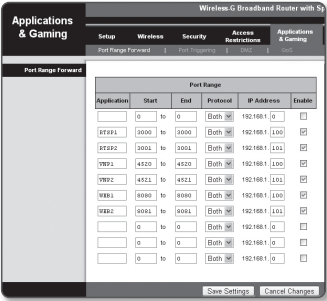 Wireless-G Broadband Router with Sp
Applications & Gaming
Setup Wireless Security Access Restrictions Applications & Gaming
Port Range Forward | Port Triggering | DMZ | QoS
Port Range Forward
Port Range
Application Start End Protocol IP Address Enable
0 to 0 Both 192.168.1. 0
RTSP1 3000 to 3000 Both 192.168.1. 100
RTSP2 3001 to 3001 Both 192.168.1. 101
VNP1 4520 to 4520 Both 192.168.1. 100
VNP2 4521 to 4521 Both 192.168.1. 101
WEB1 8080 to 8080 Both 192.168.1. 100
WEB2 8081 to 8081 Both 192.168.1. 101
0 to 0 Both 192.168.1. 0
0 to 0 Both 192.168.1. 0
0 to 0 Both 192.168.1. 0
Save Settings Cancel Changes